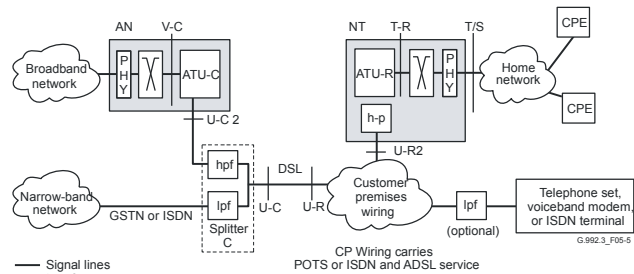 AN
V-C
NT
T-R
T/S
CPE
Broadband
network
P
H
Y
ATU-C
ATU-R
P
H
Y
Home
network
h-p
CPE
U-C 2
U-R2
hpf
DSL
Narrow-band
network
GSTN or ISDN
lpf
Splitter
C
U-C
U-R
Customer
premises
wiring
lpf
(optional)
Telephone set,
voiceband modem,
or ISDN terminal
G.992.3_F05-5
Signal lines
CP Wiring carries
POTS or ISDN and ADSL service